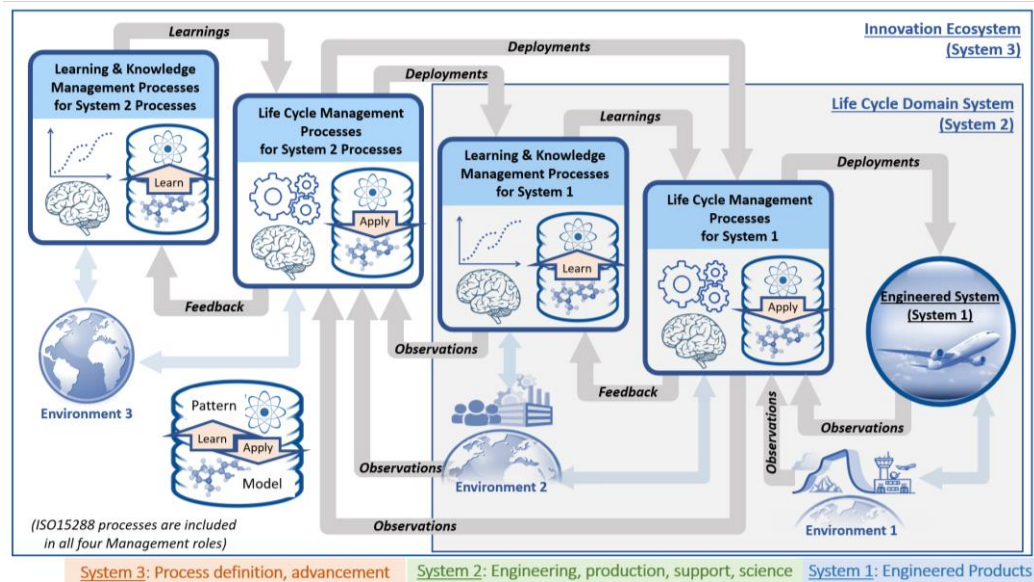 Innovation Ecosystem
(System 3)
Learnings
Deployments
Learning & Knowledge
Management Processes
for System 2 Processes
Learn
Life Cycle Management
Processes
for System 2 Processes
Apply
Deployments
Life Cycle Domain System
(System 2)
Learnings
Learning & Knowledge
Management Processes
for System 1
Learn
Deployments
Life Cycle Management
Processes
for System 1
Apply
Engineered System
(System 1)
Feedback
Environment 3
Observations
Feedback
Observations
Observations
Pattern
Learn
Apply
Model
Observations
Environment 2
Environment 1
Observations
(ISO15288 processes are included
in all four Management roles)
System 3: Process definition, advancement
System 2: Engineering, production, support, science
System 1: Engineered Products